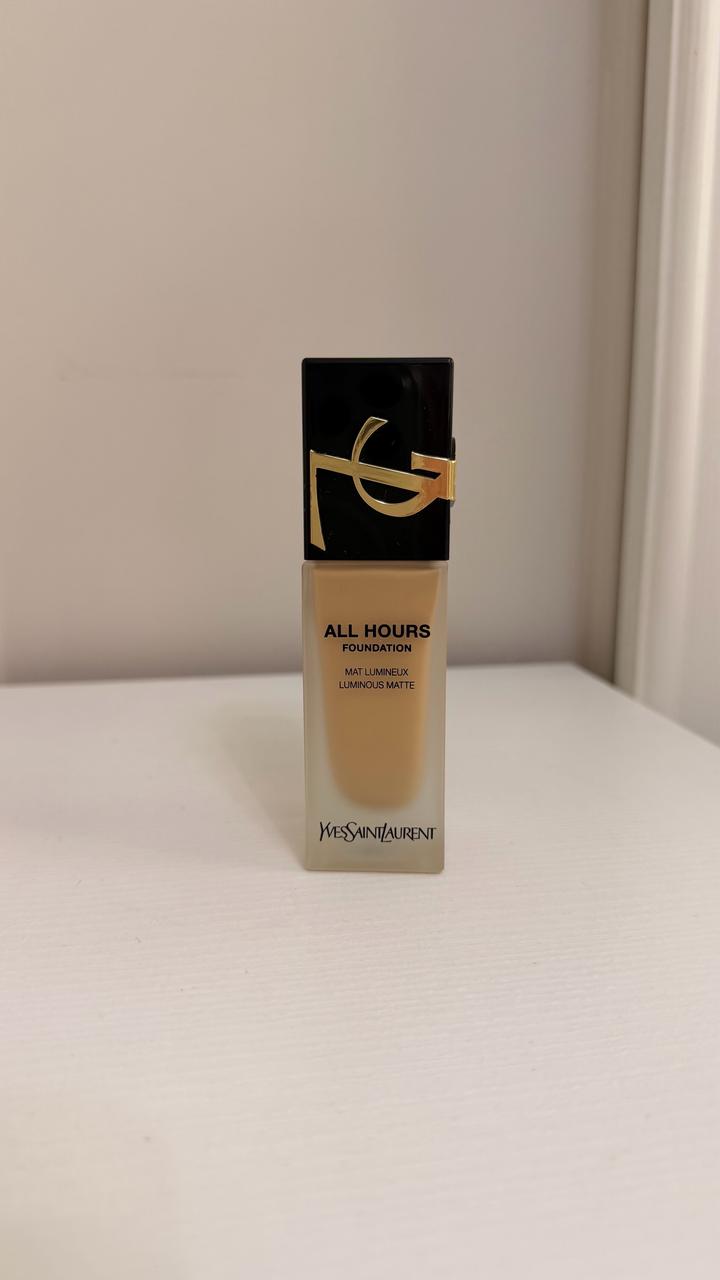 ALL HOURS
FOUNDATION
MAT LUMINEUX
LUMINOUS MATTE
YVESSAINTLAURENT